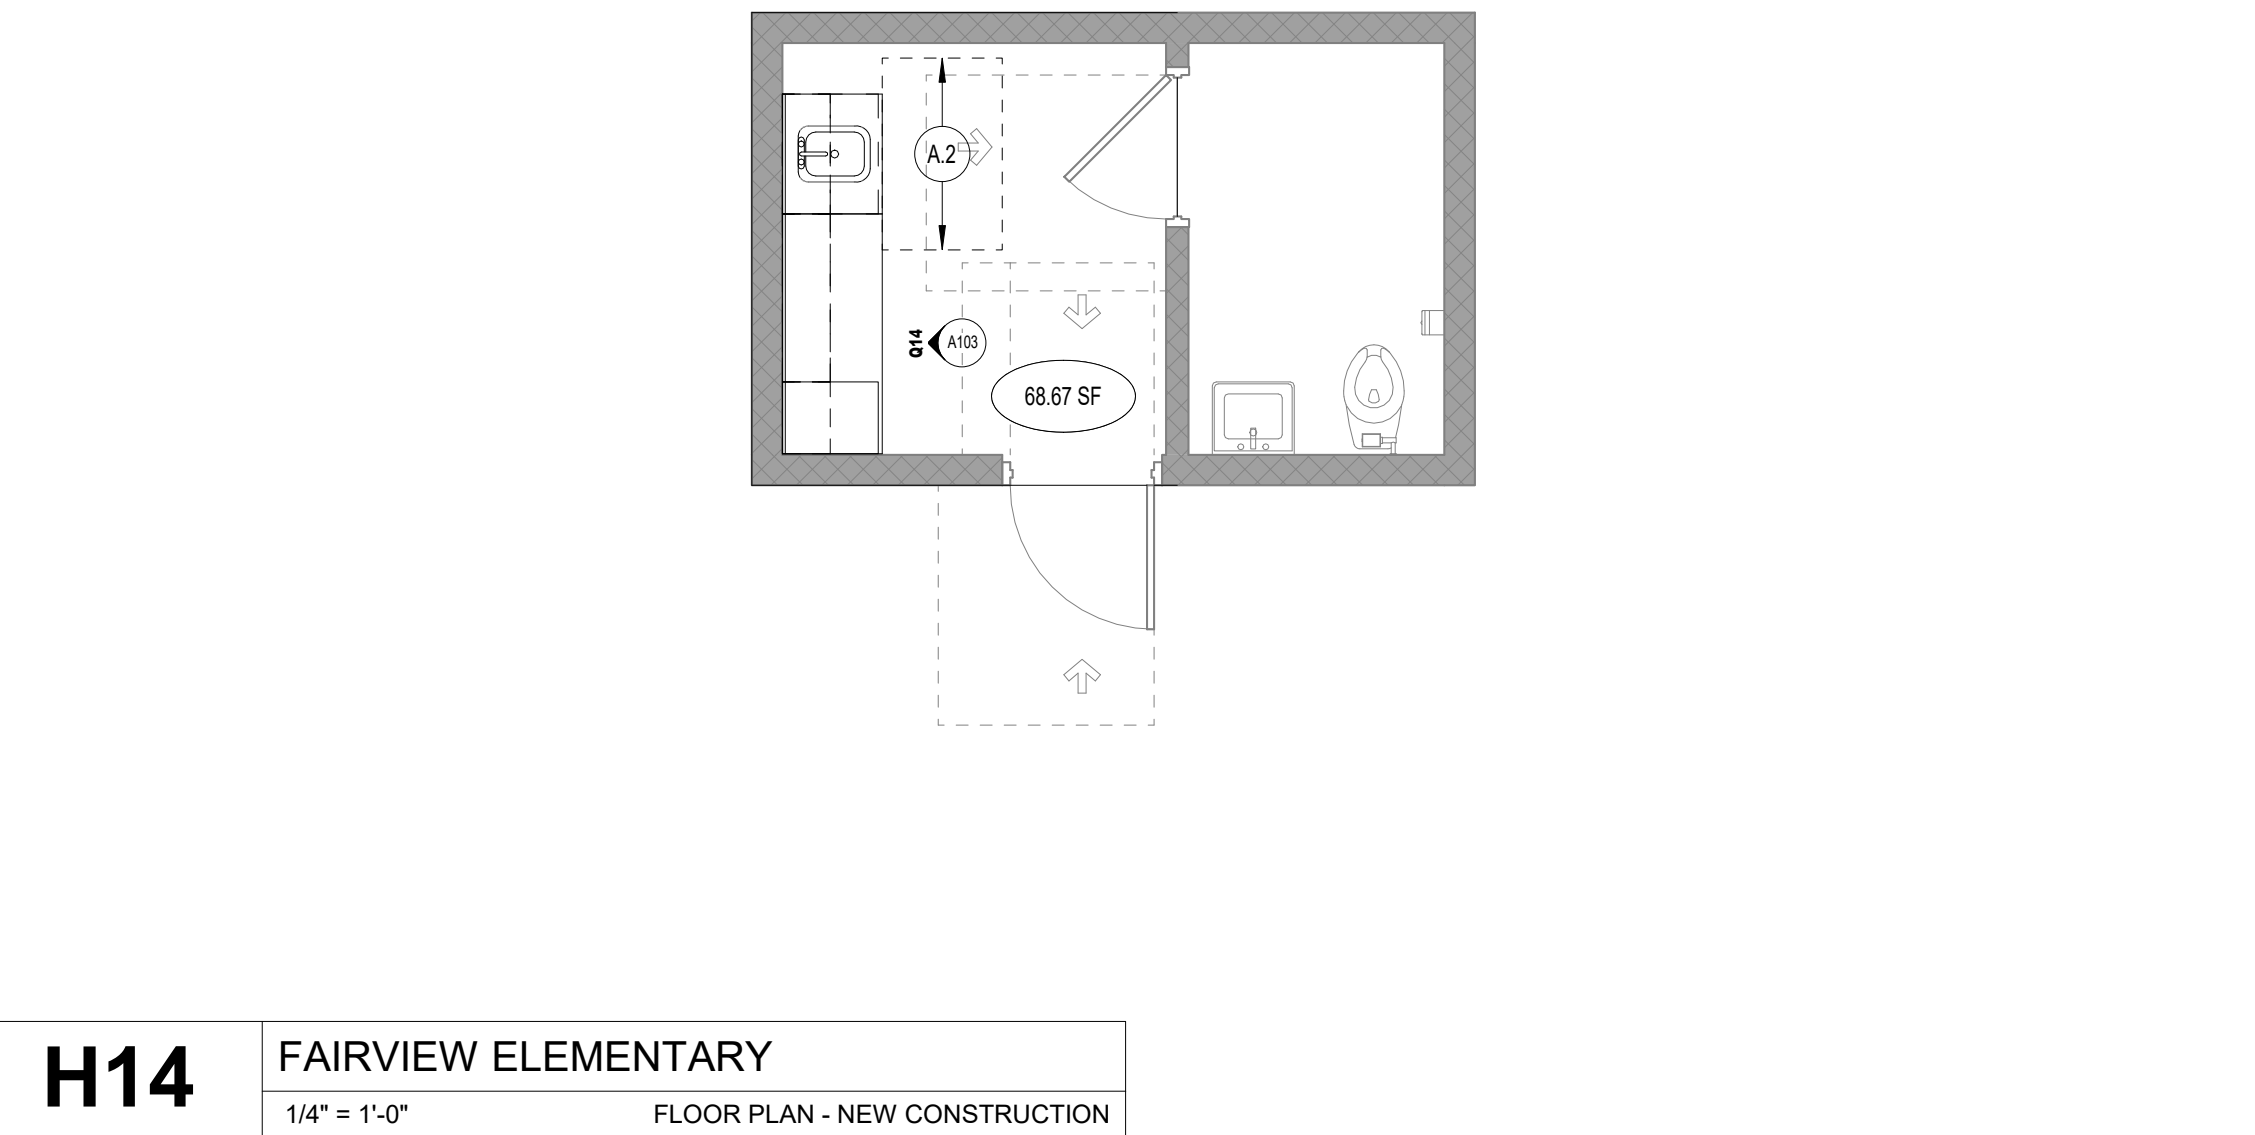 A.2
Q14
A103
68.67 SF
H14
FAIRVIEW ELEMENTARY
1/4" = 1'-0"
FLOOR PLAN - NEW CONSTRUCTION